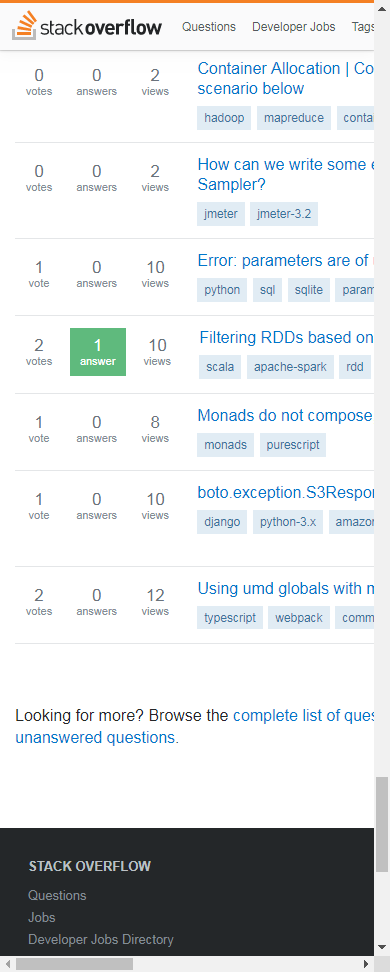 stackoverflow Questions Developer Jobs Tags
0 0 2 Container Allocation | Co
votes answers views scenario below
hadoop mapreduce conta
0 0 2 How can we write some e
votes answers views Sampler?
jmeter jmeter-3.2
1 0 10 Error: parameters are of
vote answers views python sql sqlite param
2 1 10 Filtering RDDs based on
votes answer views scala apache-spark rdd
1 0 8 Monads do not compose
vote answers views monads purescript
1 0 10 boto.exception.S3Respor
vote answers views django python-3.x amazor
2 0 12 Using umd globals with m
votes answers views typescript webpack comm
Looking for more? Browse the complete list of ques
unanswered questions.
STACK OVERFLOW
Questions
Jobs
Developer Jobs Directory